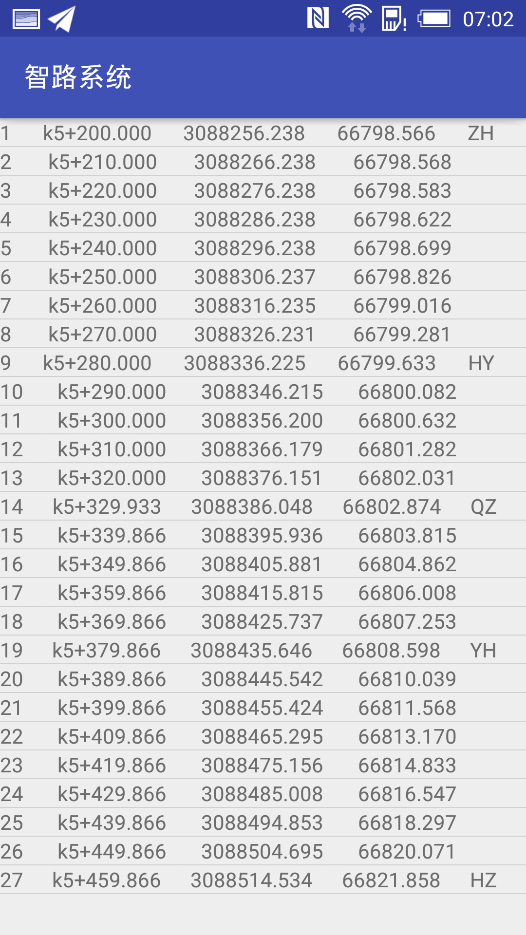 07:02
智路系统
1 k5+200.000 3088256.238 66798.566 ZH
2 k5+210.000 3088266.238 66798.568
3 k5+220.000 3088276.238 66798.583
4 k5+230.000 3088286.238 66798.622
5 k5+240.000 3088296.238 66798.699
6 k5+250.000 3088306.237 66798.826
7 k5+260.000 3088316.235 66799.016
8 k5+270.000 3088326.231 66799.281
9 k5+280.000 3088336.225 66799.633 HY
10 k5+290.000 3088346.215 66800.082
11 k5+300.000 3088356.200 66800.632
12 k5+310.000 3088366.179 66801.282
13 k5+320.000 3088376.151 66802.031
14 k5+329.933 3088386.048 66802.874 QZ
15 k5+339.866 3088395.936 66803.815
16 k5+349.866 3088405.881 66804.862
17 k5+359.866 3088415.815 66806.008
18 k5+369.866 3088425.737 66807.253
19 k5+379.866 3088435.646 66808.598 YH
20 k5+389.866 3088445.542 66810.039
21 k5+399.866 3088455.424 66811.568
22 k5+409.866 3088465.295 66813.170
23 k5+419.866 3088475.156 66814.833
24 k5+429.866 3088485.008 66816.547
25 k5+439.866 3088494.853 66818.297
26 k5+449.866 3088504.695 66820.071
27 k5+459.866 3088514.534 66821.858 HZ